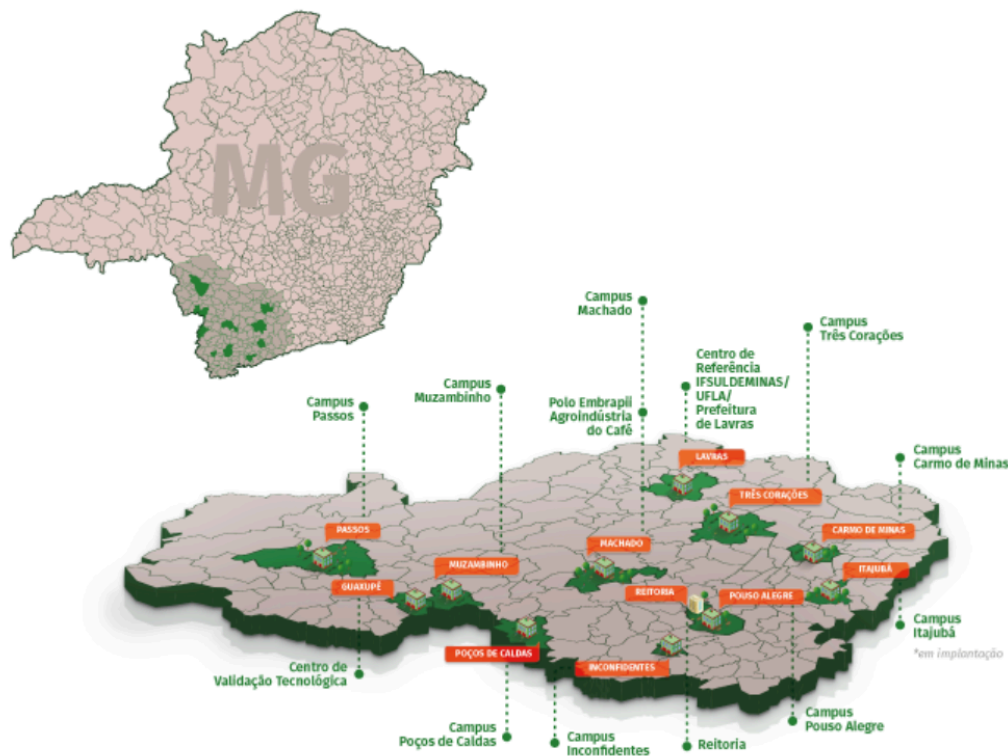 MG
Campus
Machado
Campus
Três Corações
Centro de
Referência
IFSULDEMINAS/
UFLA/
Prefeitura
de Lavras
Campus
Muzambinho
Campus
Passos
Polo Embrapii
Agroindústria
do Café
Campus
Carmo de Minas
LAVRAS
TRÊS CORAÇÕES
PASSOS
CARMO DE MINAS
MACHADO
MUZAMBINHO
ITAJUBÁ
GUAXUPÉ
REITORIA
POUSO ALEGRE
POÇOS DE CALDAS
INCONFIDENTES
Campus
Itajubá
*em implantação
Centro de
Validação Tecnológica
Campus
Poços de Caldas
Campus
Inconfidentes
Reitoria
Campus
Pouso Alegre